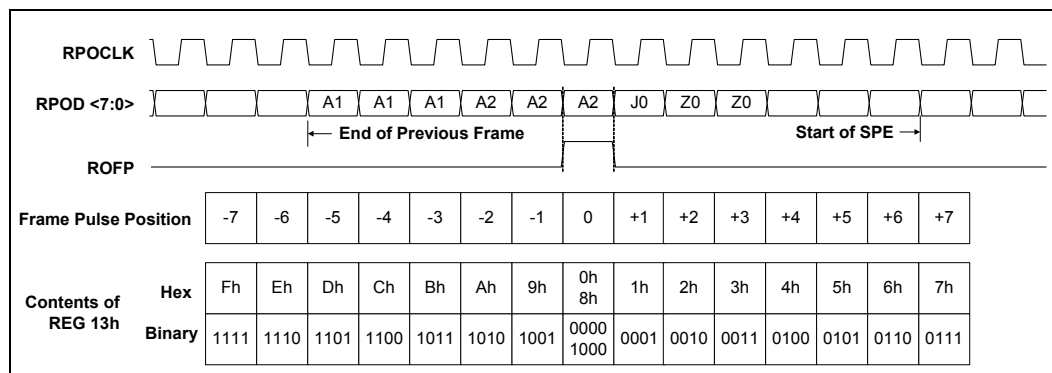 RPOCLK
RPOD <7:0> A1 A1 A1 A2 A2 A2 J0 Z0 Z0
End of Previous Frame Start of SPE
ROFP
Frame Pulse Position -7 -6 -5 -4 -3 -2 -1 0 +1 +2 +3 +4 +5 +6 +7
Contents of REG 13h
Hex Fh Eh Dh Ch Bh Ah 9h 0h 8h 1h 2h 3h 4h 5h 6h 7h
Binary 1111 1110 1101 1100 1011 1010 1001 0000 1000 0001 0010 0011 0100 0101 0110 0111